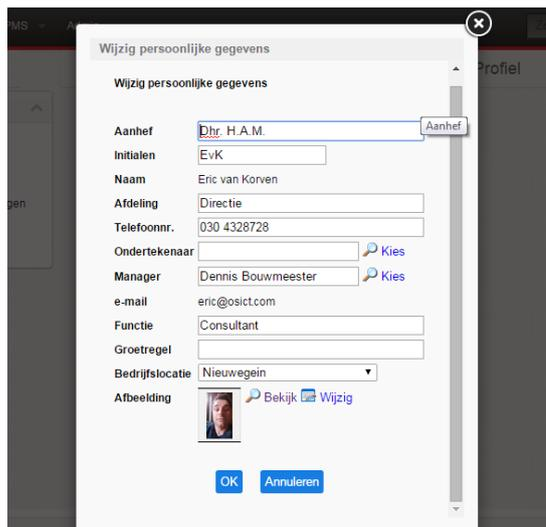 PMS
Wijzig persoonlijke gegevens
Profiel
Wijzig persoonlijke gegevens
Aanhef Dhr. H.A.M. Aanhef
Initialen EvK
Naam Eric van Korven
gen
Afdeling Directie
Telefoonnr. 030 4328728
Ondertekenaar Kies
Manager Dennis Bouwmeester Kies
e-mail eric@osict.com
Functie Consultant
Groetregel
Bedrijfslocatie Nieuwegein
Afbeelding Bekijk Wijzig
OK Annuleren